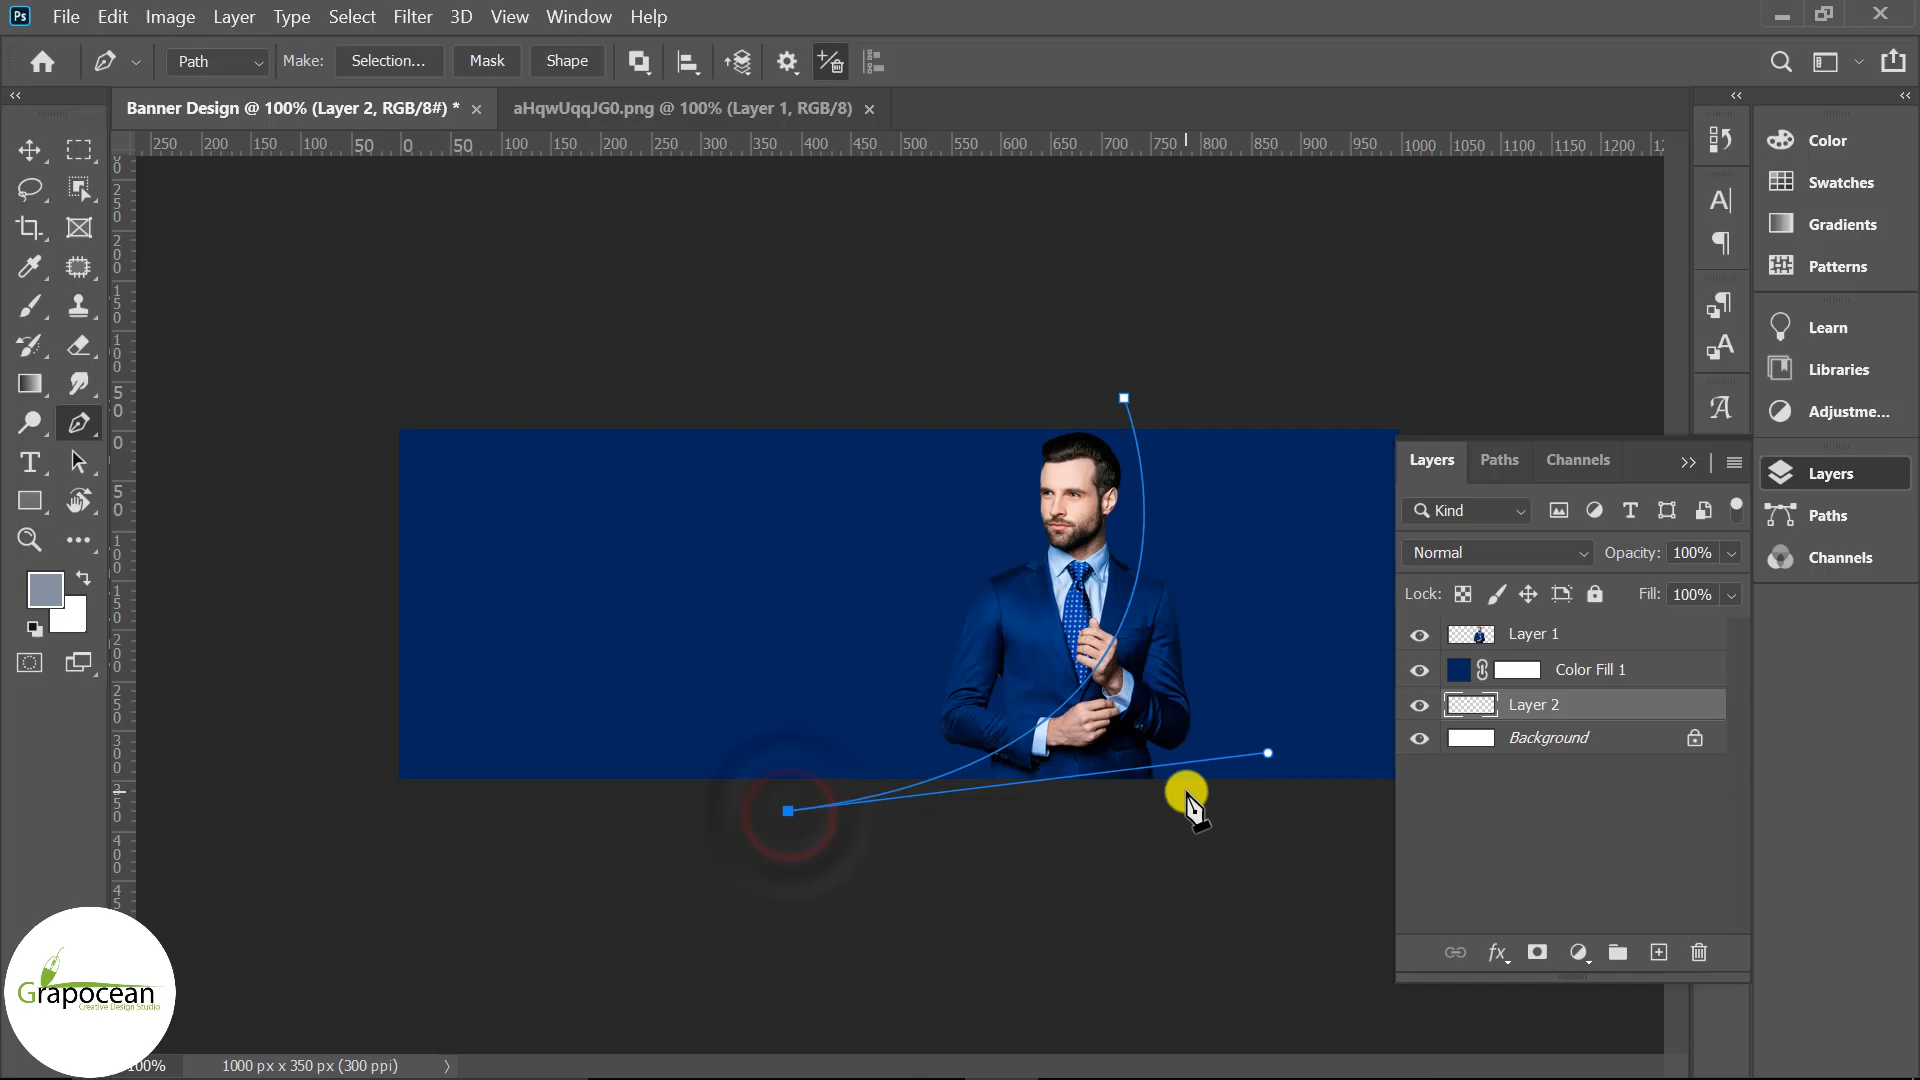 Ps File Edit Image Layer Type Select Filter 3D View Window Help
Path Make: Selection... Mask Shape
Banner Design @ 100% (Layer 2, RGB/8#) * aHqwUqqJG0.png @ 100% (Layer 1, RGB/8)
250 200 150 100 50 0 50 100 150 200 250 300 350 400 450 500 550 600 650 700 750 800 850 900 950 1000 1050 1100 1150 1200
Color
Swatches
Gradients
Patterns
Learn
Libraries
Adjustme...
Layers
Paths
Channels
Layers Paths Channels
Kind
Normal Opacity: 100%
Lock: Fill: 100%
Layer 1
Color Fill 1
Layer 2
Background
Grapocean
Creative Design Studio
100% 1000 px x 350 px (300 ppi)